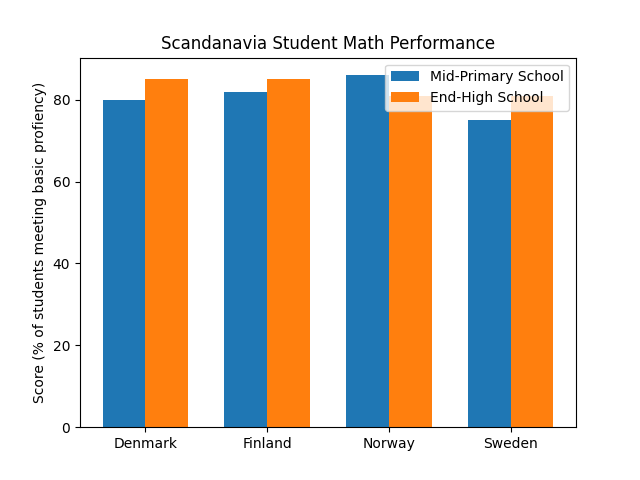 Scandanavia Student Math Performance
Mid-Primary School
End-High School
Score (% of students meeting basic profiency)
80
60
40
20
0
Denmark Finland Norway Sweden